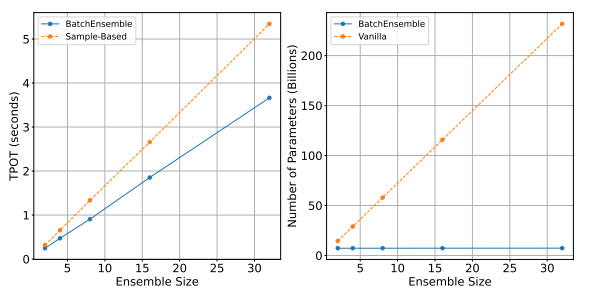 BatchEnsemble
Sample-Based
TPOT (seconds)
5
4
3
2
1
0
5 10 15 20 25 30
Ensemble Size
BatchEnsemble
Vanilla
Number of Parameters (Billions)
200
150
100
50
0
5 10 15 20 25 30
Ensemble Size